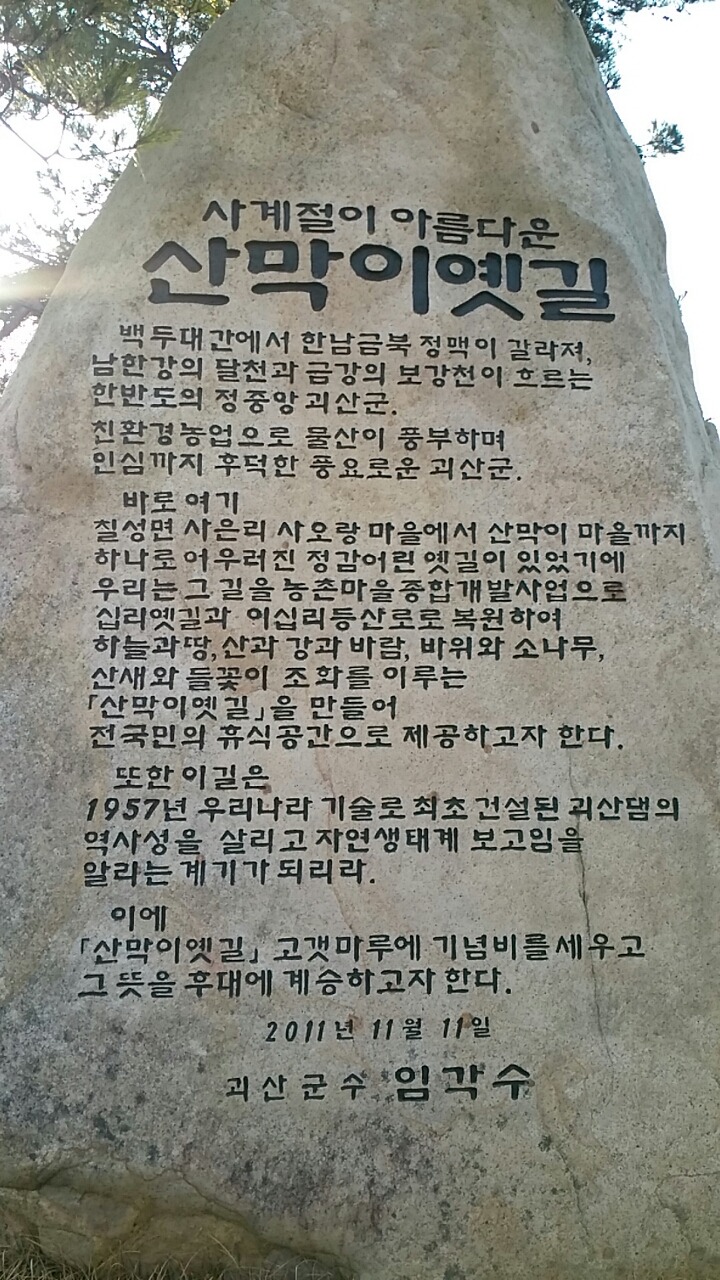 사계절이 아름다운
산막이옛길
백두대간에서 한남금북 정맥이 갈라져,
남한강의 달천과 금강의 보강천이 흐르는
한반도의 정중앙 괴산군.
친환경농업으로 물산이 풍부하며
인심까지 후덕한 풍요로운 괴산군.
바로 여기
칠성면 사은리 사오랑 마을에서 산막이 마을까지
하나로 어우러진 정감어린 옛길이 있었기에
우리는 그 길을 농촌마을종합개발사업으로
십리옛길과 이십리등산로로 복원하여
하늘과 땅, 산과 강과 바람, 바위와 소나무,
산새와 들꽃이 조화를 이루는
「산막이옛길」을 만들어
전국민의 휴식공간으로 제공하고자 한다.
또한 이길은
1957년 우리나라 기술로 최초 건설된 괴산댐의
역사성을 살리고 자연생태계 보고임을
알리는 계기가 되리라.
이에
「산막이옛길」 고갯마루에 기념비를 세우고
그 뜻을 후대에 계승하고자 한다.
2011년 11월 11일
괴산군수 임각수